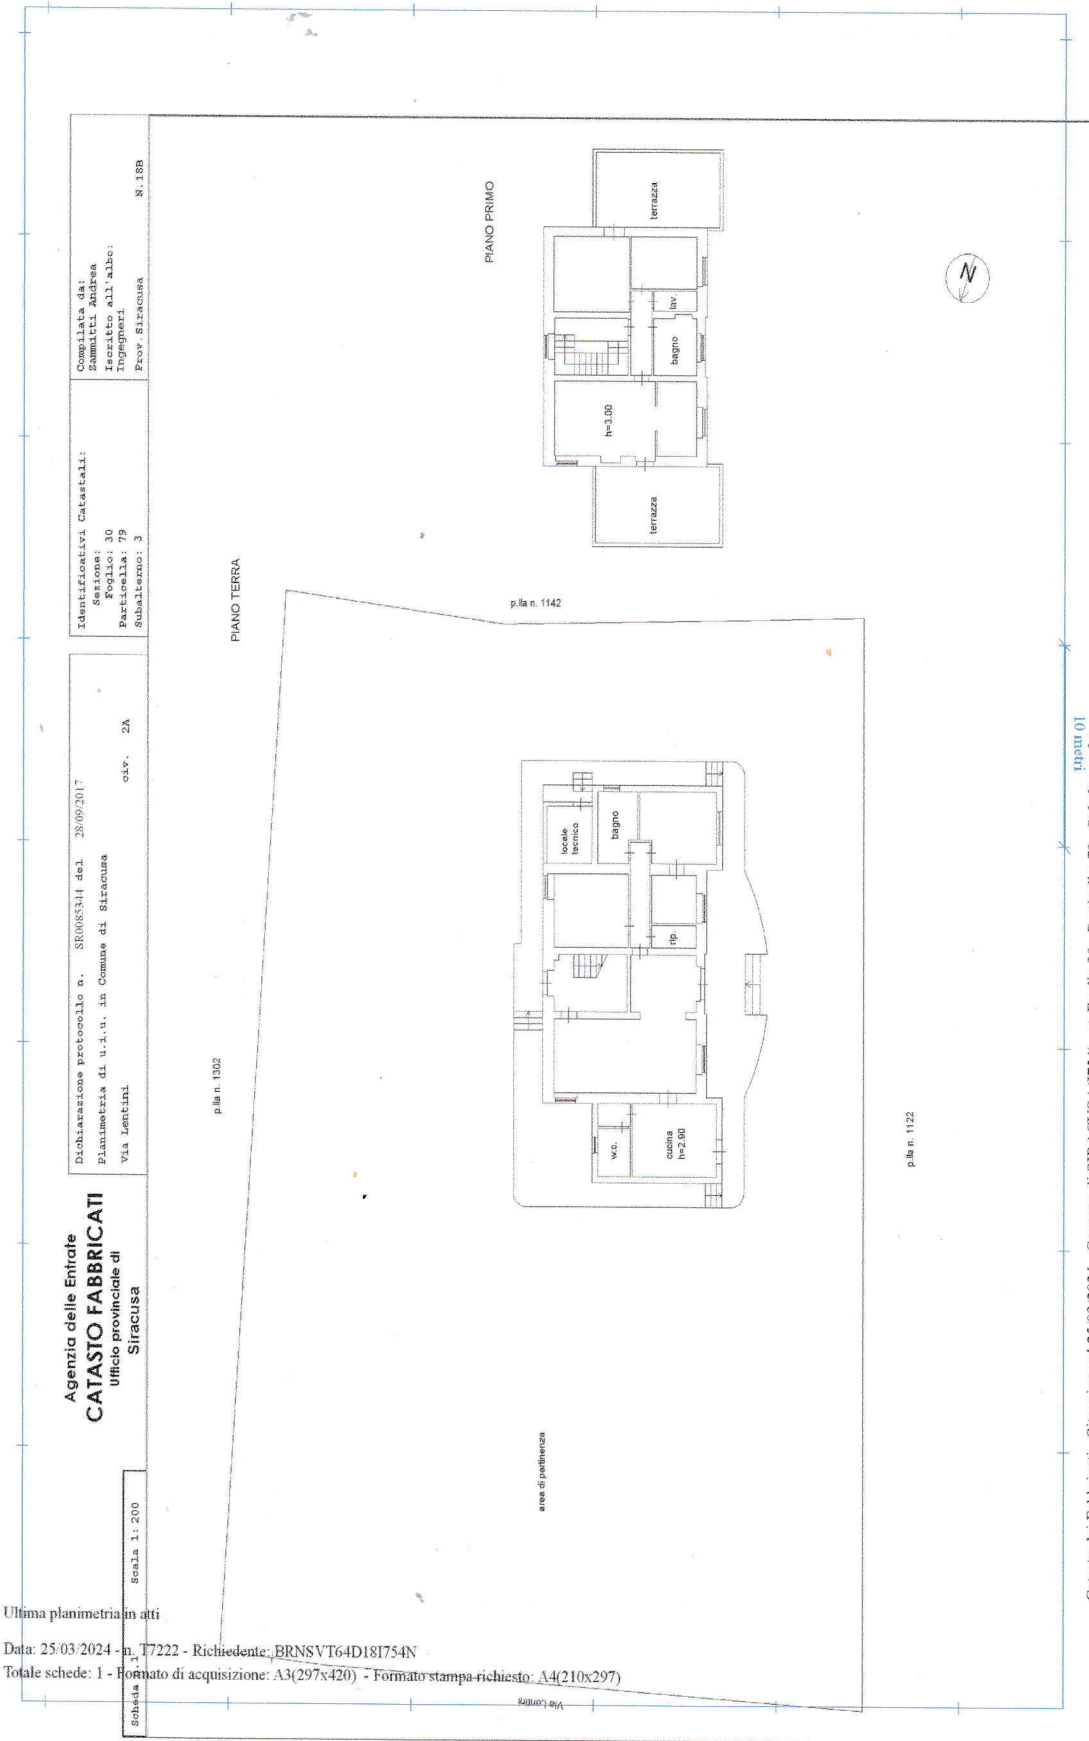 Agenzia delle Entrate
CATASTO FABBRICATI
Ufficio provinciale di
Siracusa
Dichiarazione protocollo n. SR0085344 del 28/09/2017
Planimetria di u.i.u. in Comune di Siracusa
Via Lentini civ. 2A
Identificativi Catastali:
Sezione:
Foglio: 30
Particella: 79
Subalterno: 3
Compilata da:
Sammitti Andrea
Iscritto all'albo:
Ingegneri
Prov. Siracusa N. 18B
Scheda n. 1 Scala 1: 200
PIANO TERRA
PIANO PRIMO
terrazza
lav.
bagno
h=3.00
terrazza
p.lla n. 1142
locale
tecnico
bagno
rip.
w.c.
cucina
h=2.90
p.lla n. 1302
p.lla n. 1122
area di pertinenza
Via Lentini
N
10 metri
Ultima planimetria in atti
Data: 25/03/2024 - n. T7222 - Richiedente: BRNSVT64D18I754N
Totale schede: 1 - Formato di acquisizione: A3(297x420) - Formato stampa richiesto: A4(210x297)